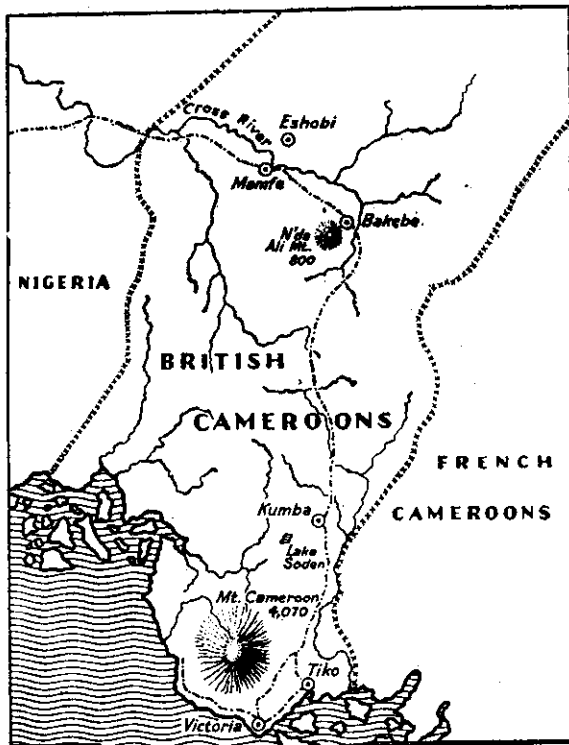 Cross River
Eshobi
Mamfe
Bakebe
N'da
Ali Mt.
800
NIGERIA
BRITISH
CAMEROONS
FRENCH
CAMEROONS
Kumba
Lake
Soden
Mt. Cameroon
4,070
Tiko
Victoria